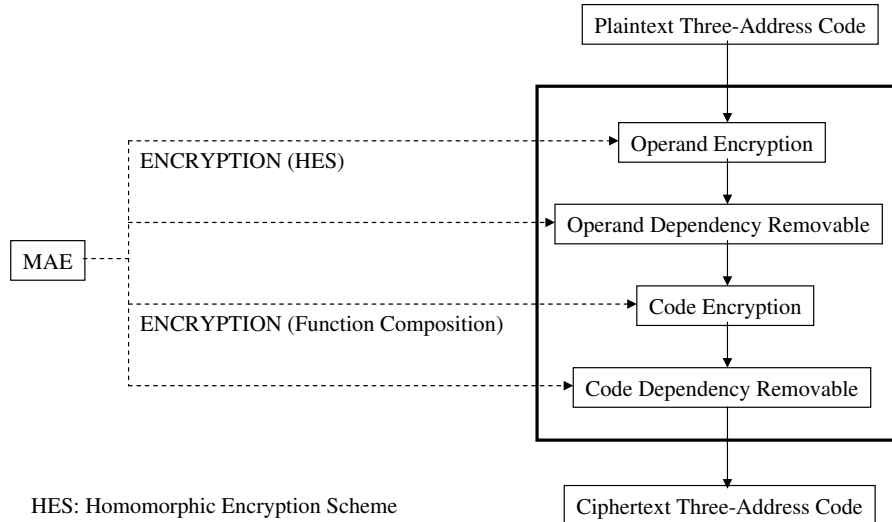 Plaintext Three-Address Code
Operand Encryption
ENCRYPTION (HES)
Operand Dependency Removable
MAE
Code Encryption
ENCRYPTION (Function Composition)
Code Dependency Removable
HES: Homomorphic Encryption Scheme
Ciphertext Three-Address Code